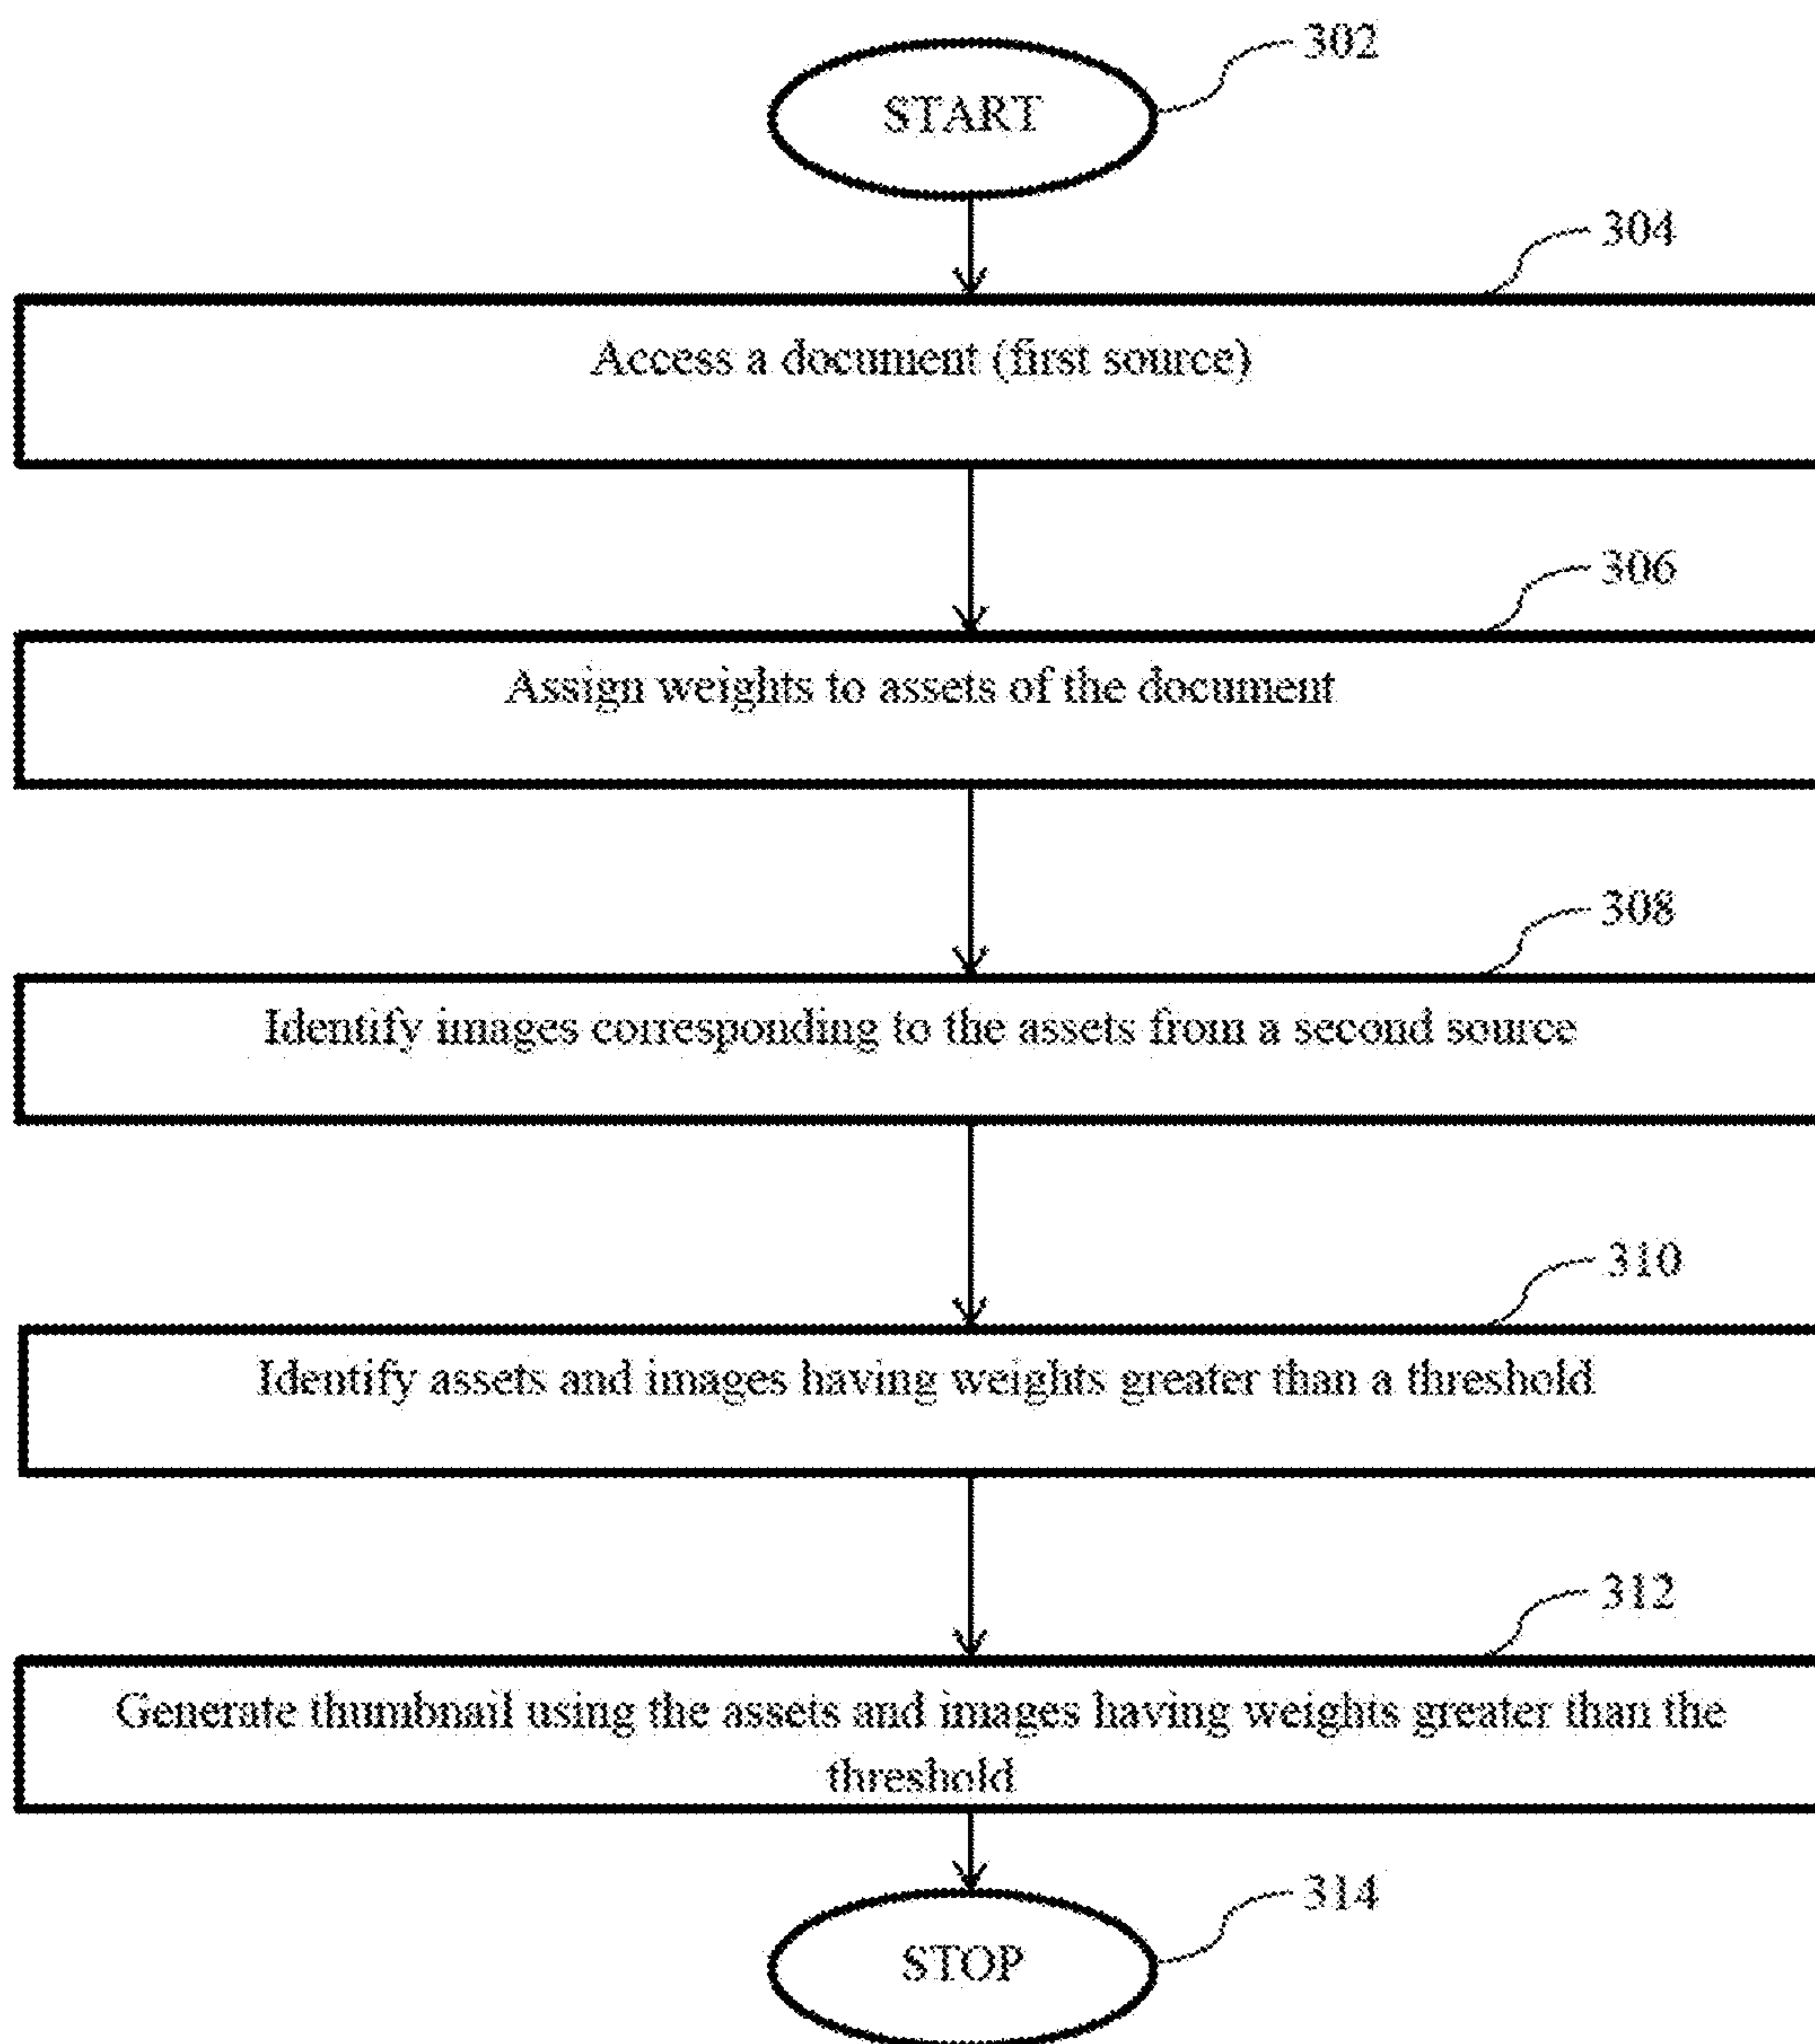 302
START
304
Access a document (first source)
306
Assign weights to assets of the document
308
Identify images corresponding to the assets from a second source
310
Identify assets and images having weights greater than a threshold
312
Generate thumbnail using the assets and images having weights greater than the
threshold
314
STOP